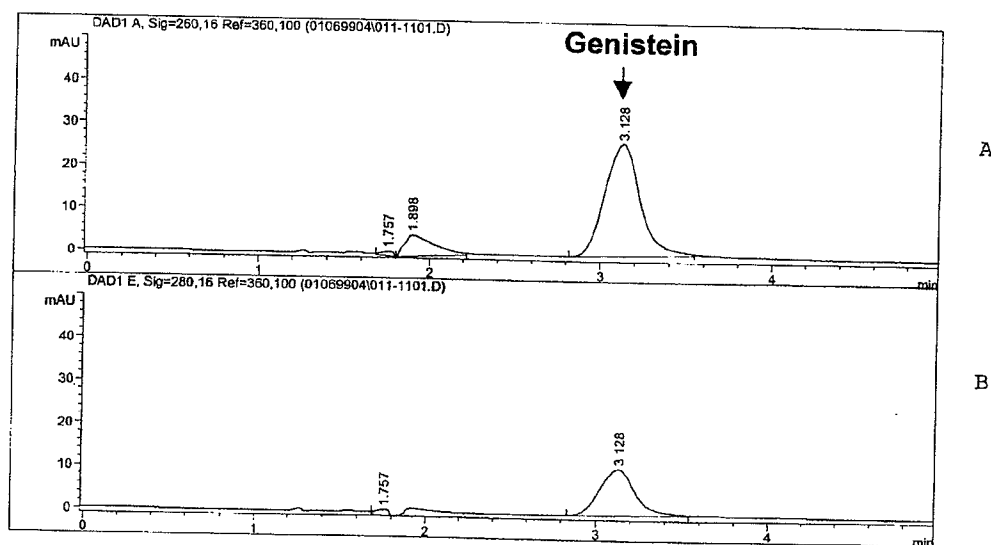 DAD1 A, Sig=260,16 Ref=360,100 (01069904\011-1101.D)
mAU
Genistein
40
30
20
10
0
1.757
1.898
3.128
A
0 1 2 3 4 min
DAD1 E, Sig=280,16 Ref=360,100 (01069904\011-1101.D)
mAU
40
30
20
10
0
1.757
3.128
B
0 1 2 3 4 min